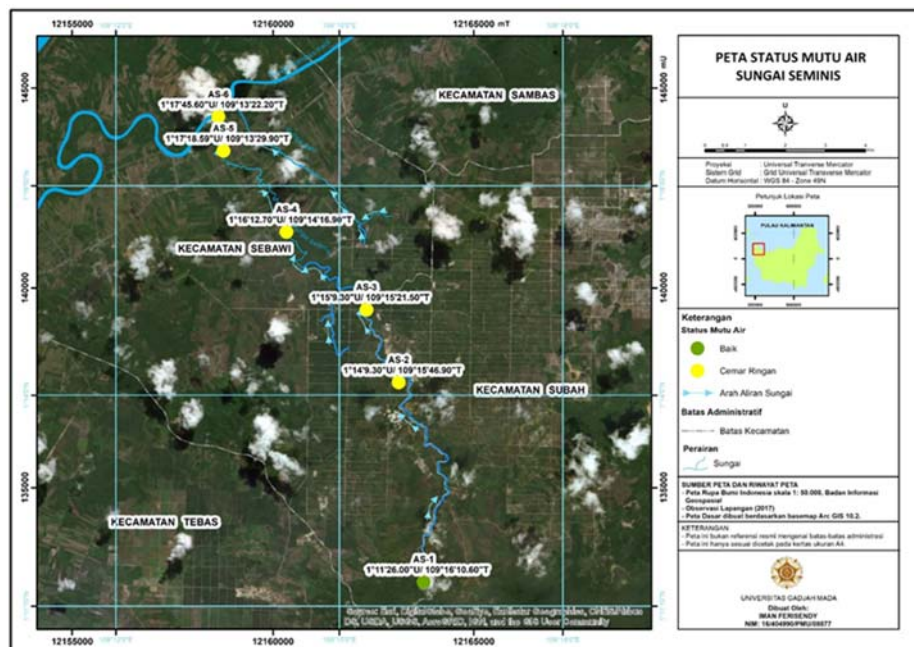 12155000
12160000
12165000 mT
145000
145000 mU
AS-6
1°17'45.60"U/ 109°13'22.20"T
AS-5
1°17'18.59"U/ 109°13'29.90"T
KECAMATAN SAMBAS
AS-4
1°16'12.70"U/ 109°14'16.90"T
KECAMATAN SEBAWI
140000
140000
AS-3
1°15'9.30"U/ 109°15'21.50"T
AS-2
1°14'9.30"U/ 109°15'46.90"T
KECAMATAN SUBAH
135000
135000
KECAMATAN TEBAS
AS-1
1°11'26.00"U/ 109°16'10.60"T
12155000
12160000
12165000
PETA STATUS MUTU AIR
SUNGAI SEMINIS
U
Proyeksi : Universal Tranverse Mercator
Sistem Grid : Grid Universal Transverse Mercator
Datum Horisontal : WGS 84 - Zone 49N
Petunjuk Lokasi Peta
PULAU KALIMANTAN
Keterangan
Status Mutu Air
Baik
Cemar Ringan
Arah Aliran Sungai
Batas Administratif
Batas Kecamatan
Perairan
Sungai
SUMBER PETA DAN RIWAYAT PETA
- Peta Rupa Bumi Indonesia skala 1: 50.000, Badan Informasi
Geospasial
- Observasi Lapangan (2017)
- Peta Dasar dibuat berdasarkan basemap Arc GIS 10.2.
KETERANGAN
- Peta ini bukan referensi resmi mengenai batas-batas administrasi
- Peta ini hanya sesuai dicetak pada kertas ukuran A4
UNIVERSITAS GADJAH MADA
Dibuat Oleh:
IMAN FERISENDY